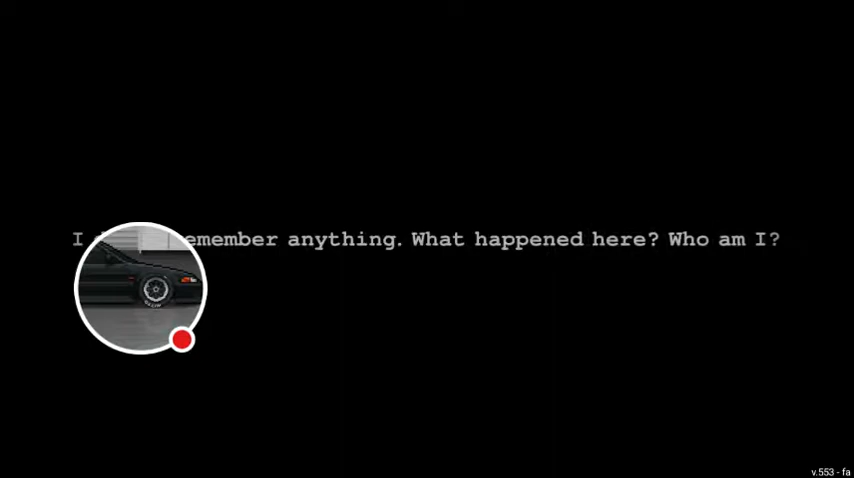 I remember anything. What happened here? Who am I?
v.553 - fa